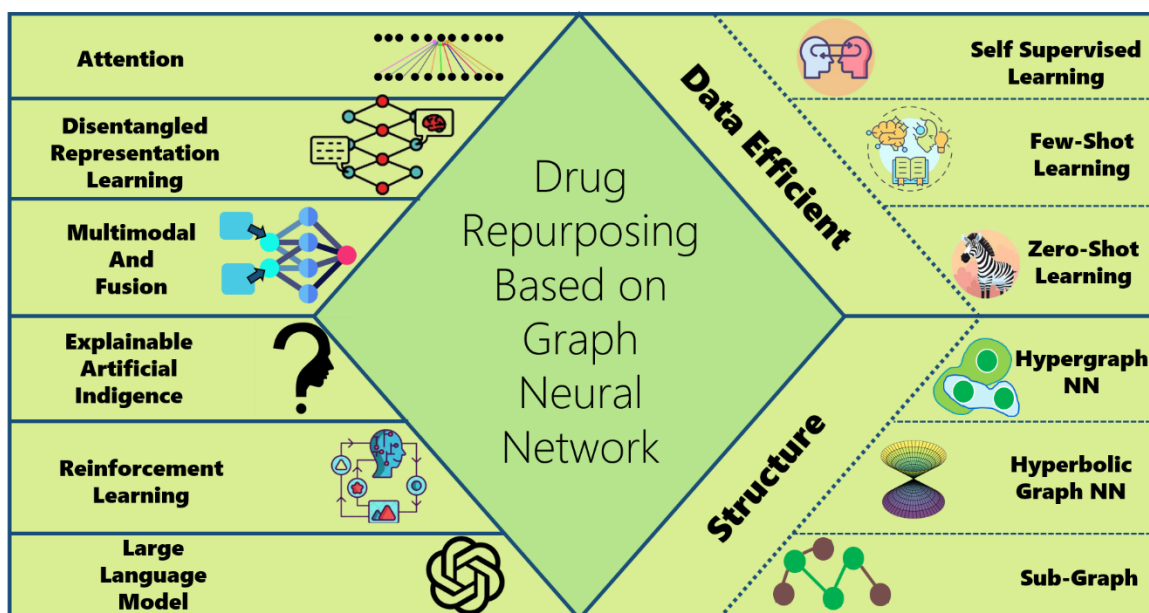 Attention
Disentangled
Representation
Learning
Multimodal
And
Fusion
Explainable
Artificial
Indigence
Reinforcement
Learning
Large
Language
Model
Drug
Repurposing
Based on
Graph
Neural
Network
Data Efficient
Self Supervised
Learning
Few-Shot
Learning
Zero-Shot
Learning
Structure
Hypergraph
NN
Hyperbolic
Graph NN
Sub-Graph